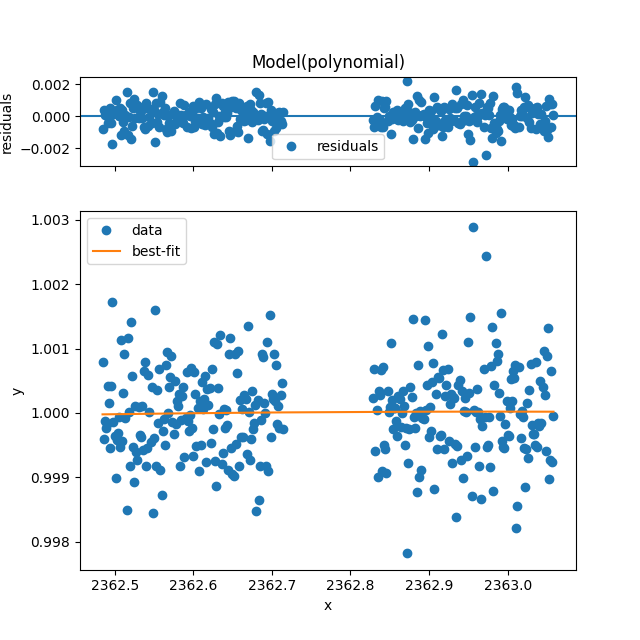 Model(polynomial)
0.002
0.000
−0.002
residuals
residuals
1.003
1.002
1.001
1.000
0.999
0.998
y
data
best-fit
2362.5 2362.6 2362.7 2362.8 2362.9 2363.0
x